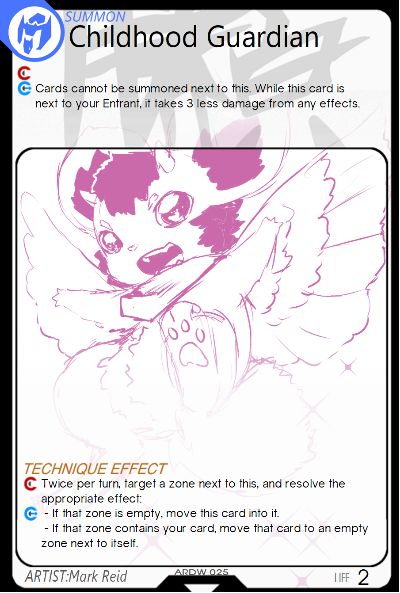 SUMMON
Childhood Guardian
C
C Cards cannot be summoned next to this. While this card is
next to your Entrant, it takes 3 less damage from any effects.
TECHNIQUE EFFECT
C Twice per turn, target a zone next to this, and resolve the
appropriate effect:
C - If that zone is empty, move this card into it.
- If that zone contains your card, move that card to an empty
zone next to itself.
ARTIST:Mark Reid
ARDW 025
LIFE 2